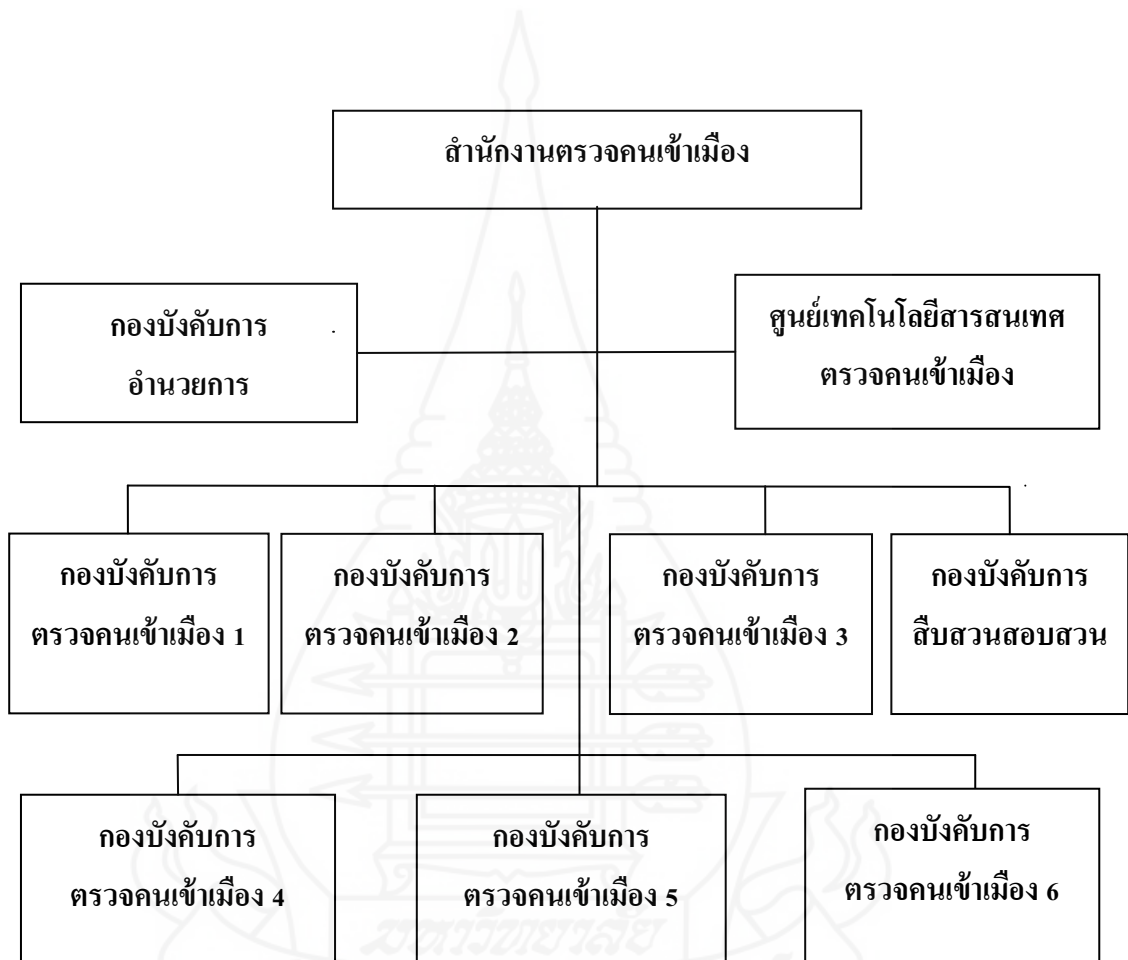 สำนักงานตรวจคนเข้าเมือง
กองบังคับการ
อำนวยการ
ศูนย์เทคโนโลยีสารสนเทศ
ตรวจคนเข้าเมือง
กองบังคับการ
ตรวจคนเข้าเมือง 1
กองบังคับการ
ตรวจคนเข้าเมือง 2
กองบังคับการ
ตรวจคนเข้าเมือง 3
กองบังคับการ
สืบสวนสอบสวน
กองบังคับการ
ตรวจคนเข้าเมือง 4
กองบังคับการ
ตรวจคนเข้าเมือง 5
กองบังคับการ
ตรวจคนเข้าเมือง 6
มหาวิทยาลัย